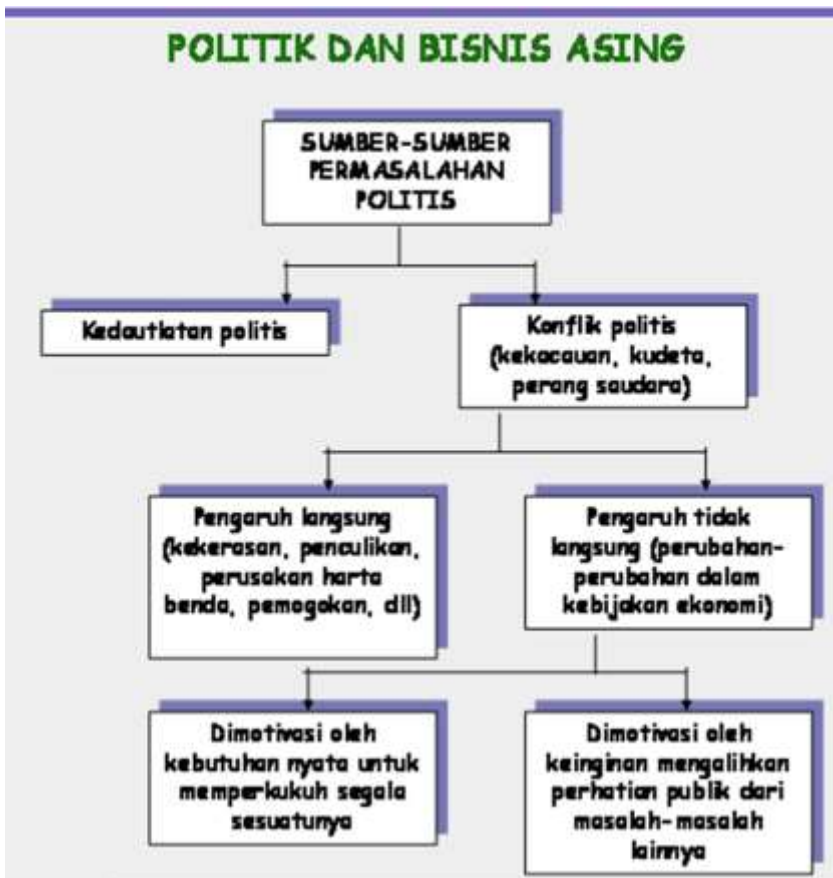 POLITIK DAN BISNIS ASING
SUMBER-SUMBER
PERMASALAHAN
POLITIS
Kedautlatan politis
Konflik politis
(kekacauan, kudeta,
perang saudara)
Pengaruh langsung
(kekerasan, penculikan,
perusakan harta
benda, pemogokan, dll)
Pengaruh tidak
langsung (perubahan-
perubahan dalam
kebijakan ekonomi)
Dimotivasi oleh
kebutuhan nyata untuk
memperkukuh segala
sesuatunya
Dimotivasi oleh
keinginan mengalihkan
perhatian publik dari
masalah-masalah
lainnya